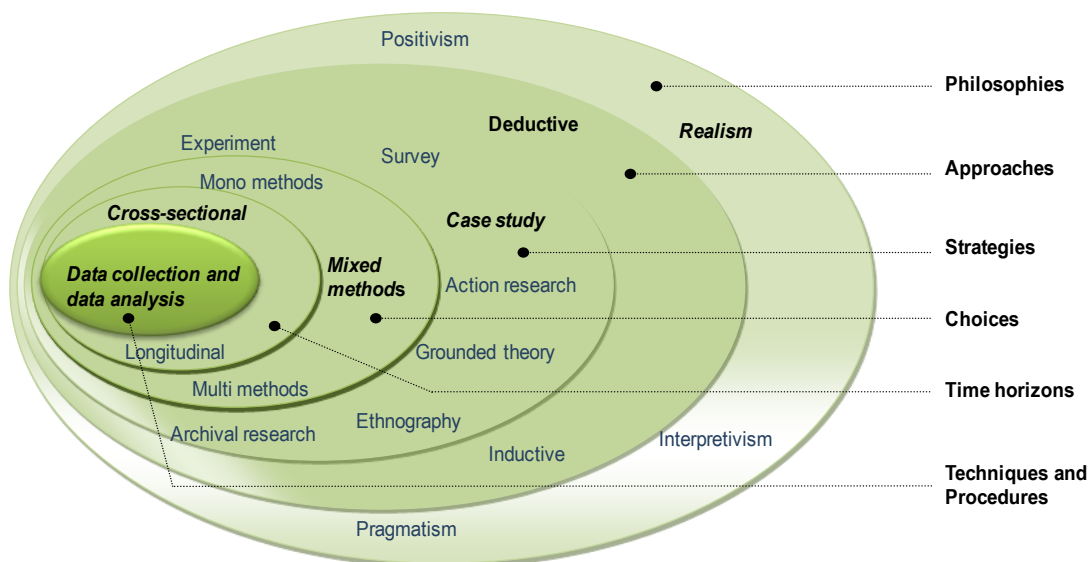 Positivism
Philosophies
Deductive
Realism
Experiment
Survey
Approaches
Mono methods
Cross-sectional
Case study
Strategies
Data collection and
data analysis
Mixed
methods
Action research
Choices
Longitudinal
Grounded theory
Multi methods
Time horizons
Ethnography
Archival research
Interpretivism
Inductive
Techniques and
Procedures
Pragmatism